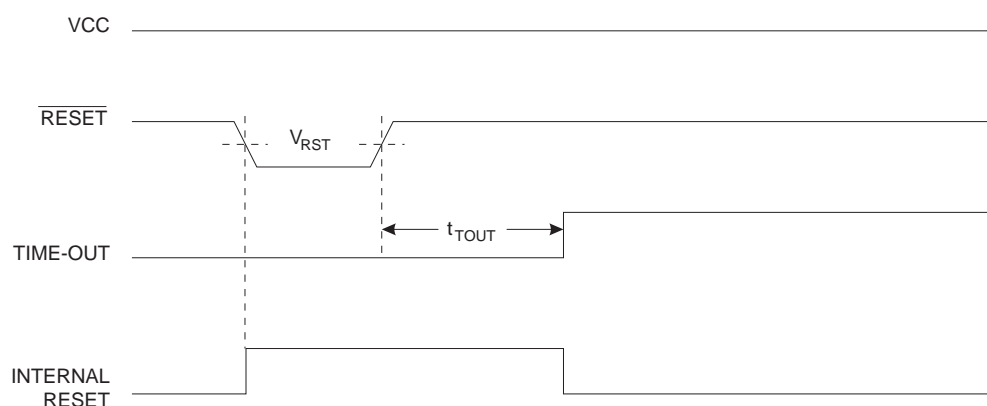 VCC
RESET
VRST
tTOUT
TIME-OUT
INTERNAL
RESET